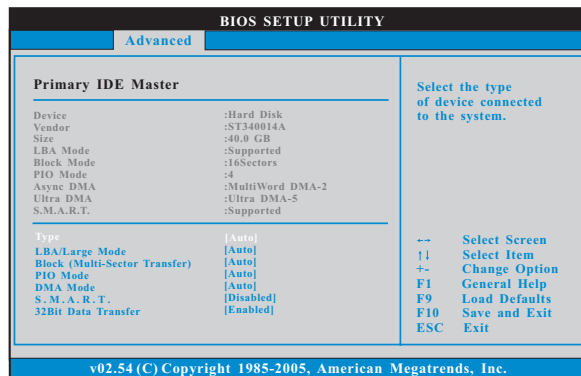 BIOS SETUP UTILITY
Advanced
Primary IDE Master
Device :Hard Disk
Vendor :ST340014A
Size :40.0 GB
LBA Mode :Supported
Block Mode :16Sectors
PIO Mode :4
Async DMA :MultiWord DMA-2
Ultra DMA :Ultra DMA-5
S.M.A.R.T. :Supported
Type [Auto]
LBA/Large Mode [Auto]
Block (Multi-Sector Transfer) [Auto]
PIO Mode [Auto]
DMA Mode [Auto]
S.M.A.R.T. [Disabled]
32Bit Data Transfer [Enabled]
Select the type
of device connected
to the system.
←→ Select Screen
↑↓ Select Item
+- Change Option
F1 General Help
F9 Load Defaults
F10 Save and Exit
ESC Exit
v02.54 (C) Copyright 1985-2005, American Megatrends, Inc.